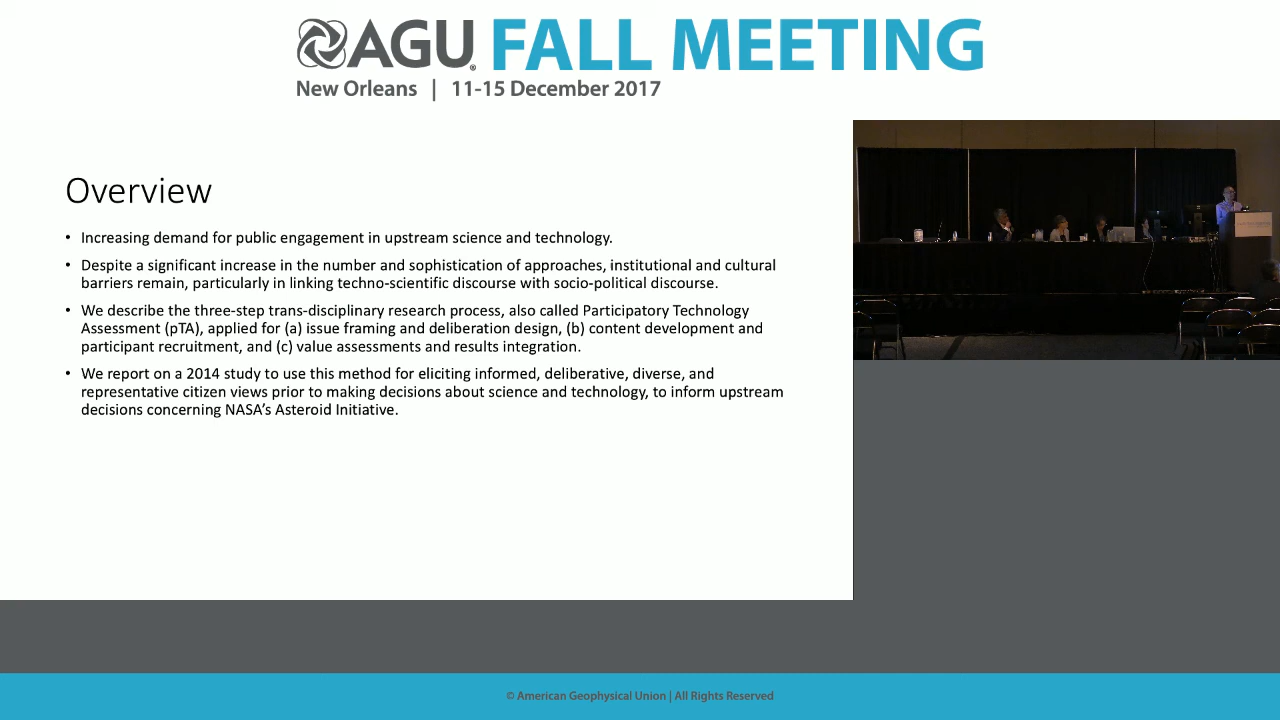 AGU FALL MEETING
New Orleans | 11-15 December 2017
Overview
• Increasing demand for public engagement in upstream science and technology.
• Despite a significant increase in the number and sophistication of approaches, institutional and cultural
barriers remain, particularly in linking techno-scientific discourse with socio-political discourse.
• We describe the three-step trans-disciplinary research process, also called Participatory Technology
Assessment (pTA), applied for (a) issue framing and deliberation design, (b) content development and
participant recruitment, and (c) value assessments and results integration.
• We report on a 2014 study to use this method for eliciting informed, deliberative, diverse, and
representative citizen views prior to making decisions about science and technology, to inform upstream
decisions concerning NASA's Asteroid Initiative.
© American Geophysical Union | All Rights Reserved